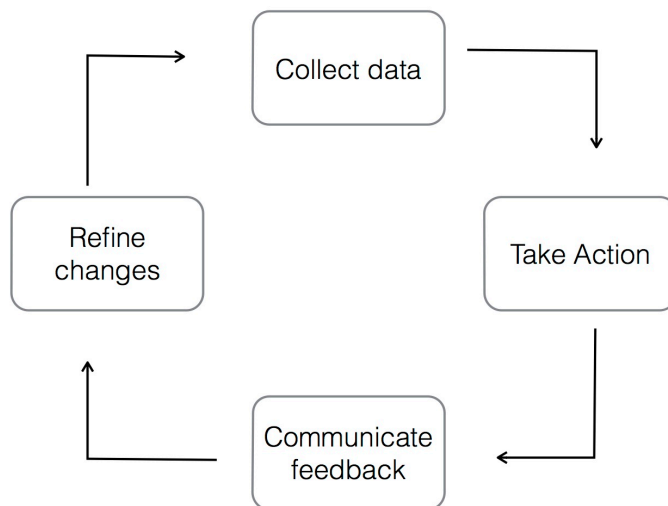 Collect data
Take Action
Communicate
feedback
Refine
changes